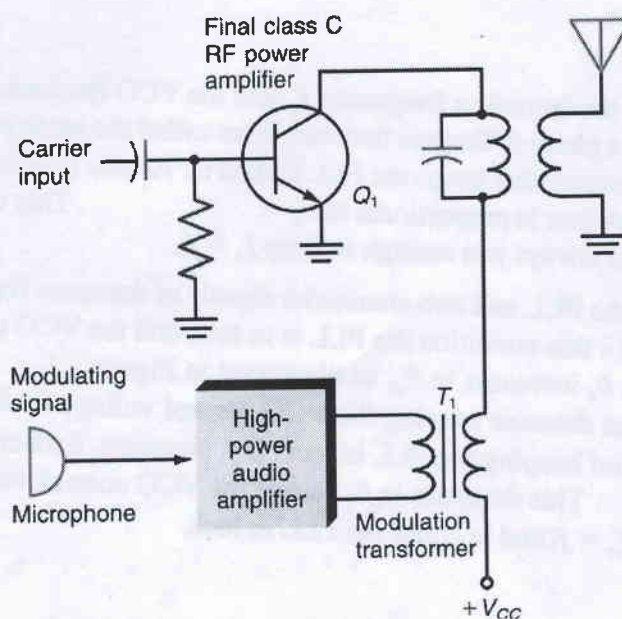 Final class C
RF power
amplifier
Carrier
input
Q1
Modulating
signal
Microphone
High-
power
audio
amplifier
T1
Modulation
transformer
+VCC